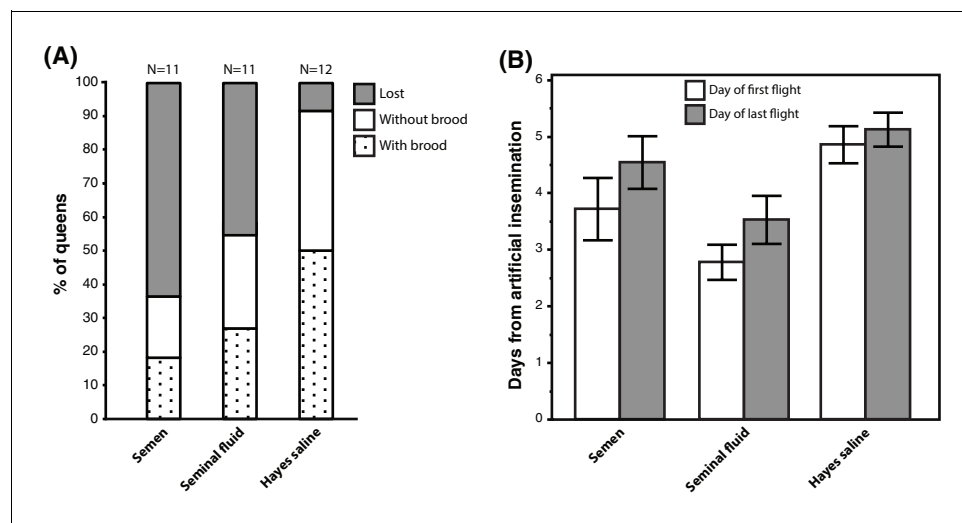 (A)
N=11 N=11 N=12
100
90
80
70
60
50
40
30
20
10
0
% of queens
Lost
Without brood
With brood
Semen
Seminal fluid
Hayes saline
(B)
6
5
4
3
2
1
0
Days from artificial insemination
Day of first flight
Day of last flight
Semen
Seminal fluid
Hayes saline